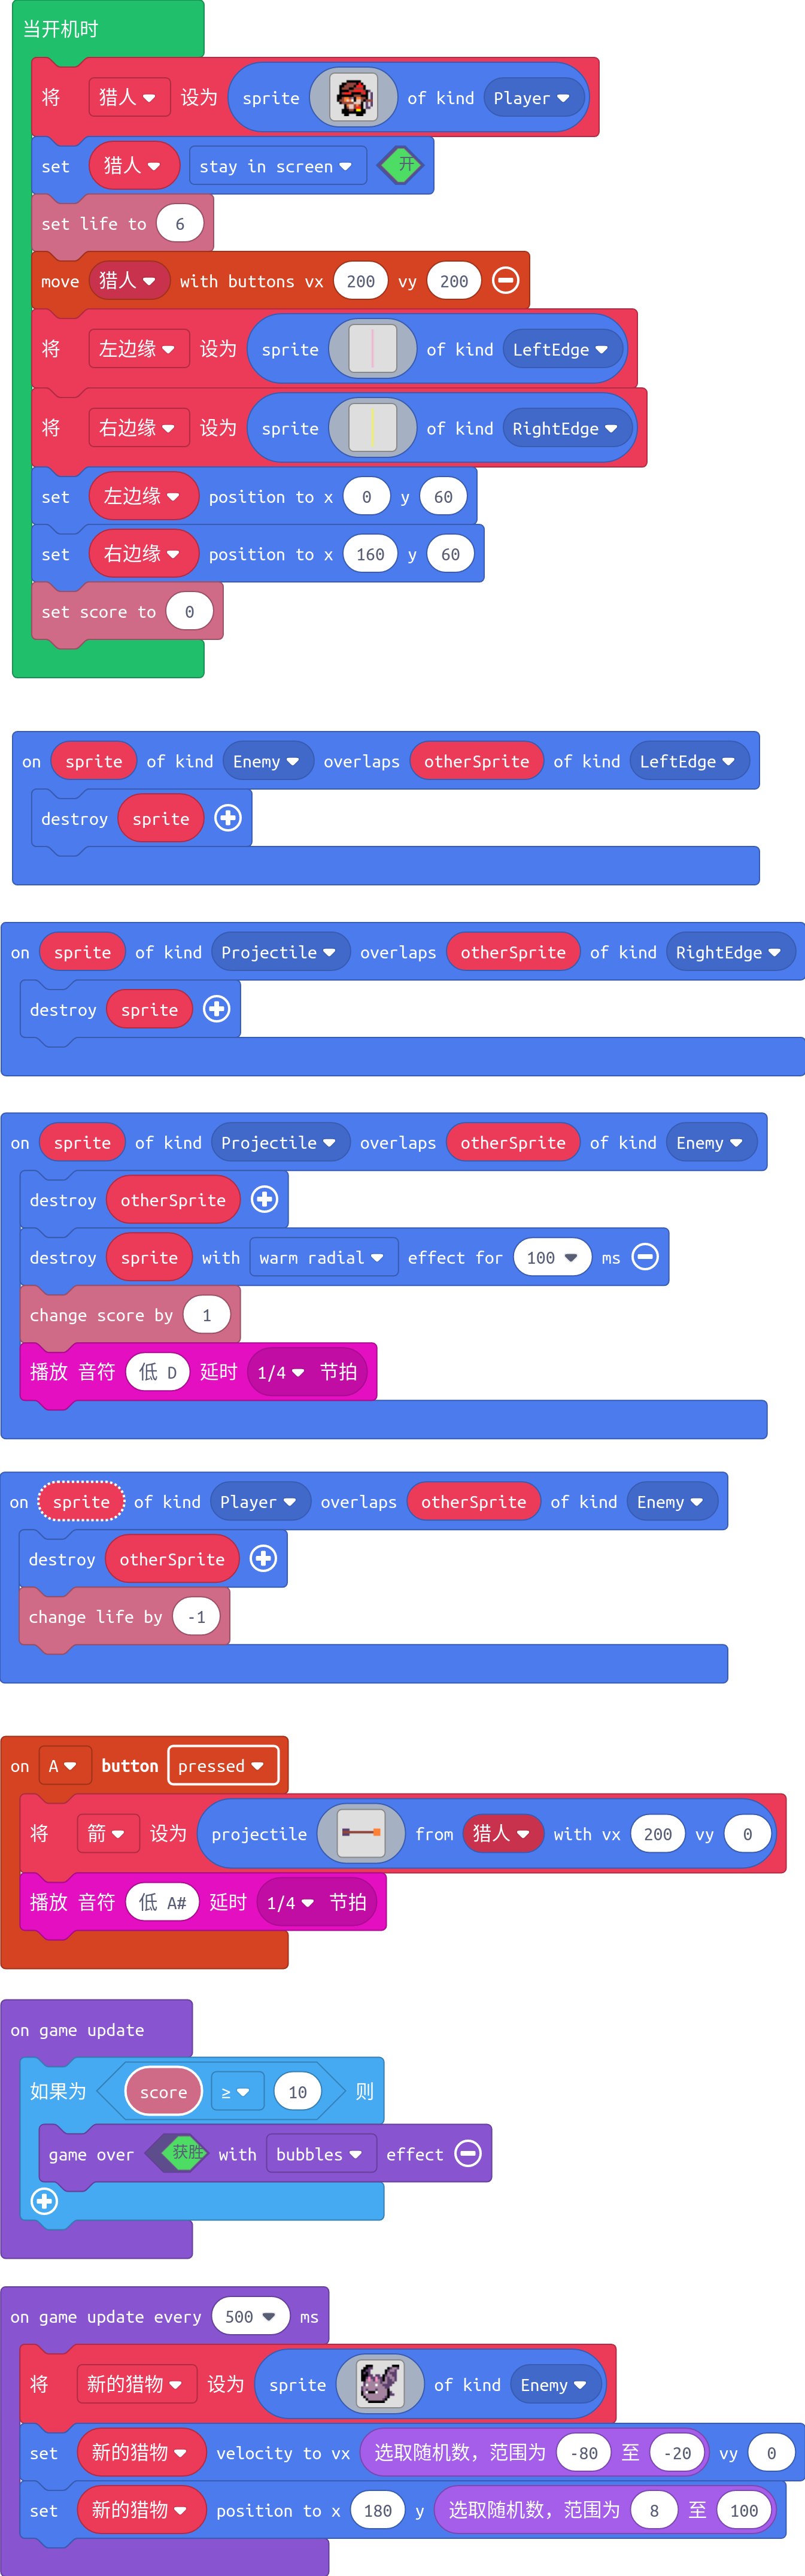 当开机时
将 猎人 设为 sprite of kind Player
set 猎人 stay in screen 开
set life to 6
move 猎人 with buttons vx 200 vy 200
将 左边缘 设为 sprite of kind LeftEdge
将 右边缘 设为 sprite of kind RightEdge
set 左边缘 position to x 0 y 60
set 右边缘 position to x 160 y 60
set score to 0
on sprite of kind Enemy overlaps otherSprite of kind LeftEdge
destroy sprite
on sprite of kind Projectile overlaps otherSprite of kind RightEdge
destroy sprite
on sprite of kind Projectile overlaps otherSprite of kind Enemy
destroy otherSprite
destroy sprite with warm radial effect for 100 ms
change score by 1
播放 音符 低 D 延时 1/4 节拍
on sprite of kind Player overlaps otherSprite of kind Enemy
destroy otherSprite
change life by -1
on A button pressed
将 箭 设为 projectile from 猎人 with vx 200 vy 0
播放 音符 低 A# 延时 1/4 节拍
on game update
如果为 score ≥ 10 则
game over 获胜 with bubbles effect
on game update every 500 ms
将 新的猎物 设为 sprite of kind Enemy
set 新的猎物 velocity to vx 选取随机数，范围为 -80 至 -20 vy 0
set 新的猎物 position to x 180 y 选取随机数，范围为 8 至 100